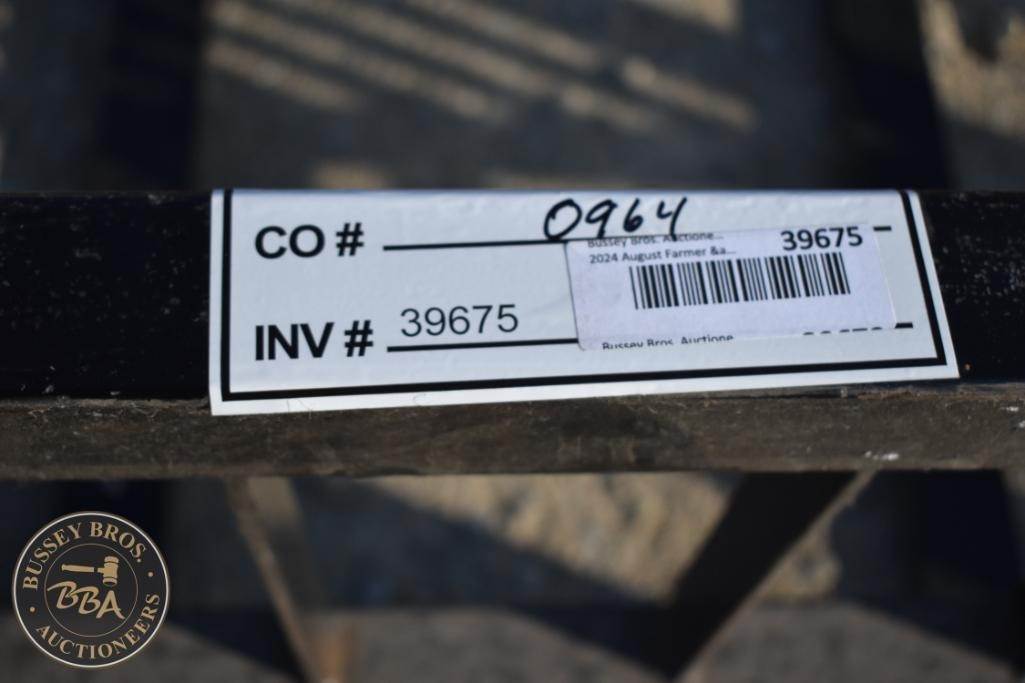 CO # 0964
Bussey Bros. Auctione... 39675
2024 August Farmer &a...
INV # 39675
Bussey Bros. Auctione
BUSSEY BROS.
BBA
AUCTIONEERS